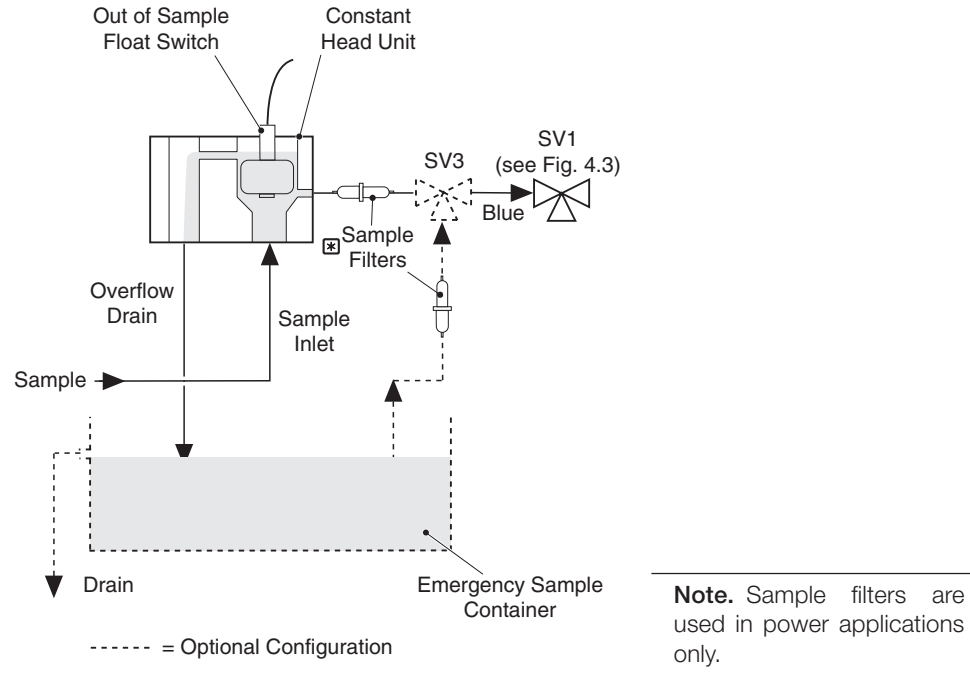 Out of Sample
Float Switch
Constant
Head Unit
SV3
SV1
(see Fig. 4.3)
Blue
* Sample
Filters
Overflow
Drain
Sample
Inlet
Sample
Drain
Emergency Sample
Container
------ = Optional Configuration
Note. Sample filters are
used in power applications
only.